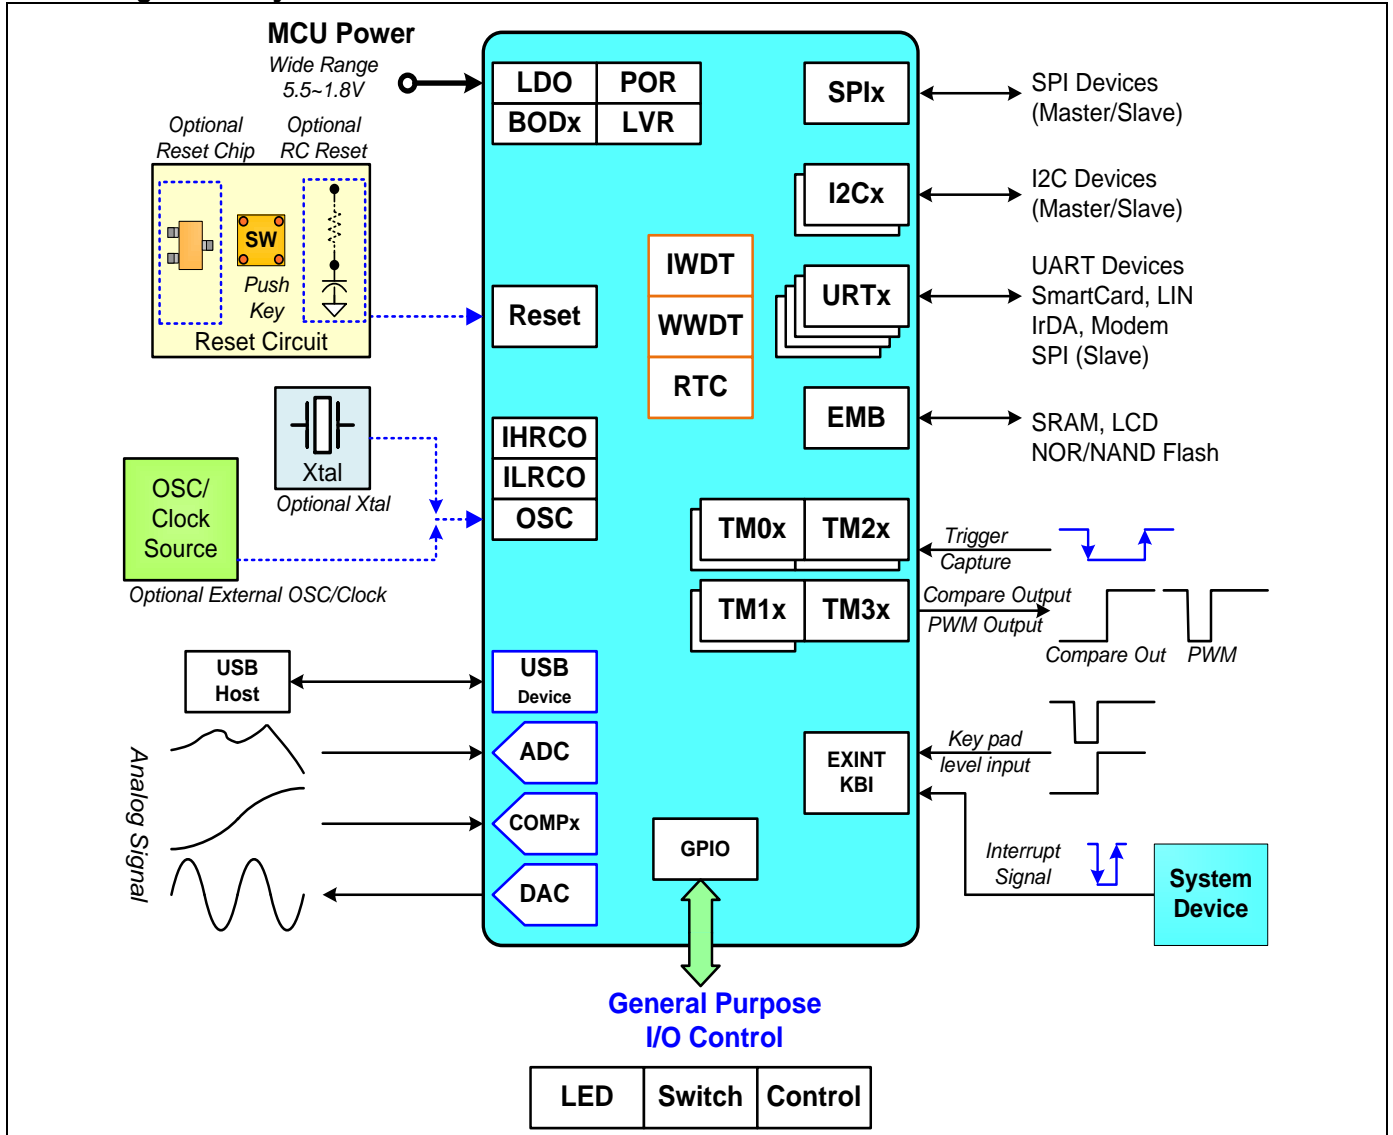 MCU Power
Wide Range
5.5~1.8V
LDO POR
BODx LVR
Optional
Reset Chip
Optional
RC Reset
SW
Push
Key
Reset Circuit
Reset
Xtal
Optional Xtal
OSC/
Clock
Source
Optional External OSC/Clock
IHRCO
ILRCO
OSC
USB
Host
USB
Device
Analog Signal
ADC
COMPx
DAC
IWDT
WWDT
RTC
GPIO
SPIx
SPI Devices
(Master/Slave)
I2Cx
I2C Devices
(Master/Slave)
URTx
UART Devices
SmartCard, LIN
IrDA, Modem
SPI (Slave)
EMB
SRAM, LCD
NOR/NAND Flash
TM0x TM2x
Trigger
Capture
TM1x TM3x
Compare Output
PWM Output
Compare Out PWM
EXINT
KBI
Key pad
level input
Interrupt
Signal
System
Device
General Purpose
I/O Control
LED Switch Control